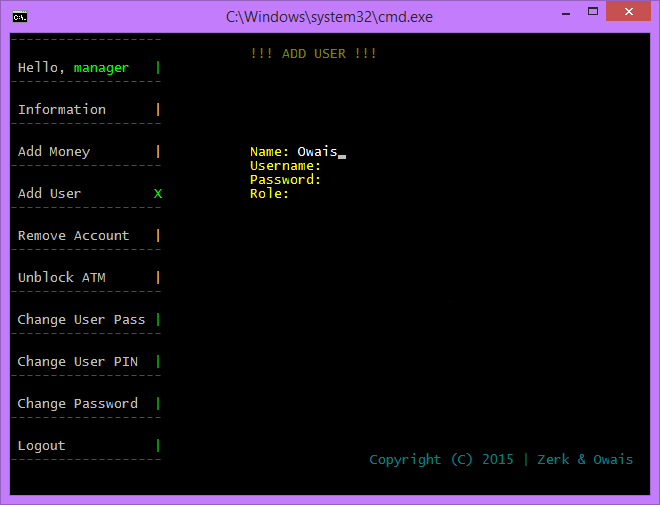 C:\Windows\system32\cmd.exe
!!! ADD USER !!!
Hello, manager |
Information |
Add Money |
Add User X
Remove Account |
Unblock ATM |
Change User Pass |
Change User PIN |
Change Password |
Logout |
Name: Owais_
Username:
Password:
Role:
Copyright (C) 2015 | Zerk & Owais